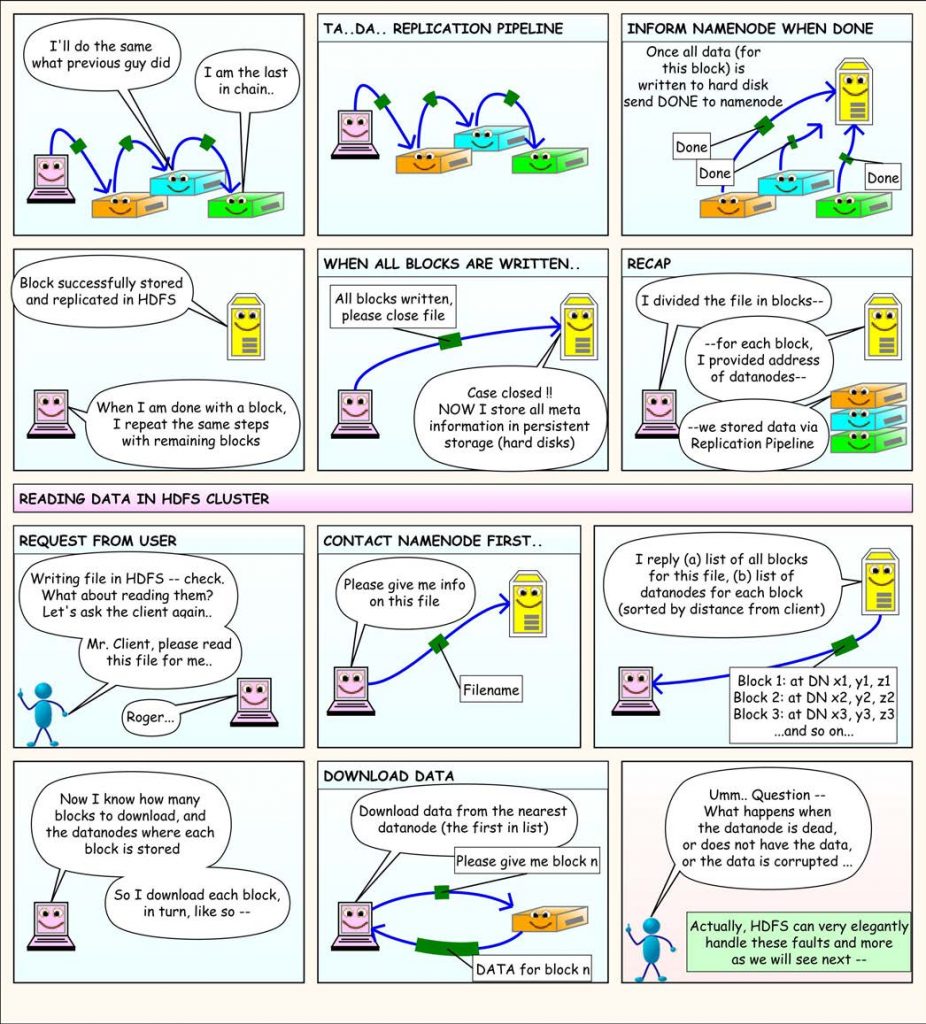 I'll do the same
what previous guy did
I am the last
in chain..
TA..DA.. REPLICATION PIPELINE
INFORM NAMENODE WHEN DONE
Once all data (for
this block) is
written to hard disk
send DONE to namenode
Done
Done
Done
Block successfully stored
and replicated in HDFS
When I am done with a block,
I repeat the same steps
with remaining blocks
WHEN ALL BLOCKS ARE WRITTEN..
All blocks written,
please close file
Case closed !!
NOW I store all meta
information in persistent
storage (hard disks)
RECAP
I divided the file in blocks--
--for each block,
I provided address
of datanodes--
--we stored data via
Replication Pipeline
READING DATA IN HDFS CLUSTER
REQUEST FROM USER
Writing file in HDFS -- check.
What about reading them?
Let's ask the client again..
Mr. Client, please read
this file for me..
Roger...
CONTACT NAMENODE FIRST..
Please give me info
on this file
Filename
I reply (a) list of all blocks
for this file, (b) list of
datanodes for each block
(sorted by distance from client)
Block 1: at DN x1, y1, z1
Block 2: at DN x2, y2, z2
Block 3: at DN x3, y3, z3
...and so on...
Now I know how many
blocks to download, and
the datanodes where each
block is stored
So I download each block,
in turn, like so --
DOWNLOAD DATA
Download data from the nearest
datanode (the first in list)
Please give me block n
DATA for block n
Umm.. Question --
What happens when
the datanode is dead,
or does not have the data,
or the data is corrupted ...
Actually, HDFS can very elegantly
handle these faults and more
as we will see next --